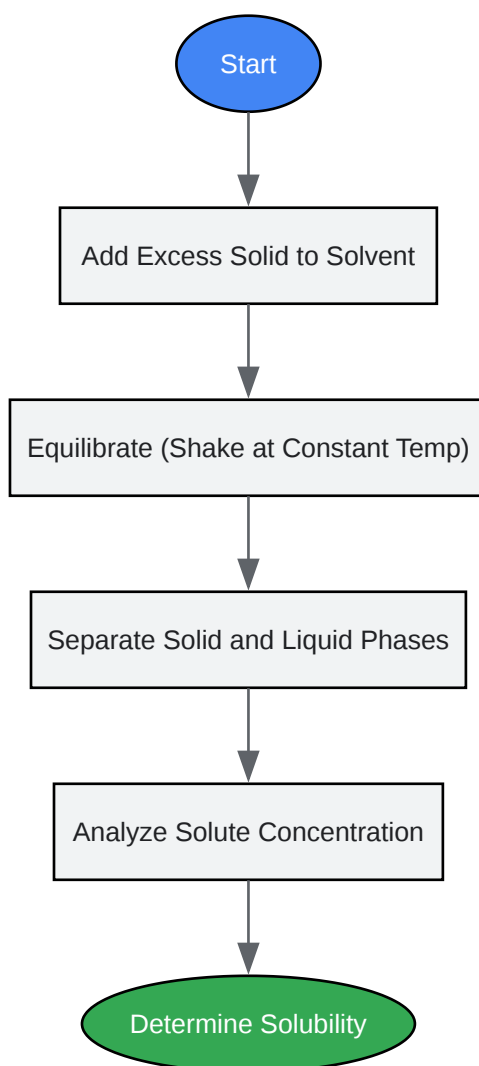 Start
Add Excess Solid to Solvent
Equilibrate (Shake at Constant Temp)
Separate Solid and Liquid Phases
Analyze Solute Concentration
Determine Solubility